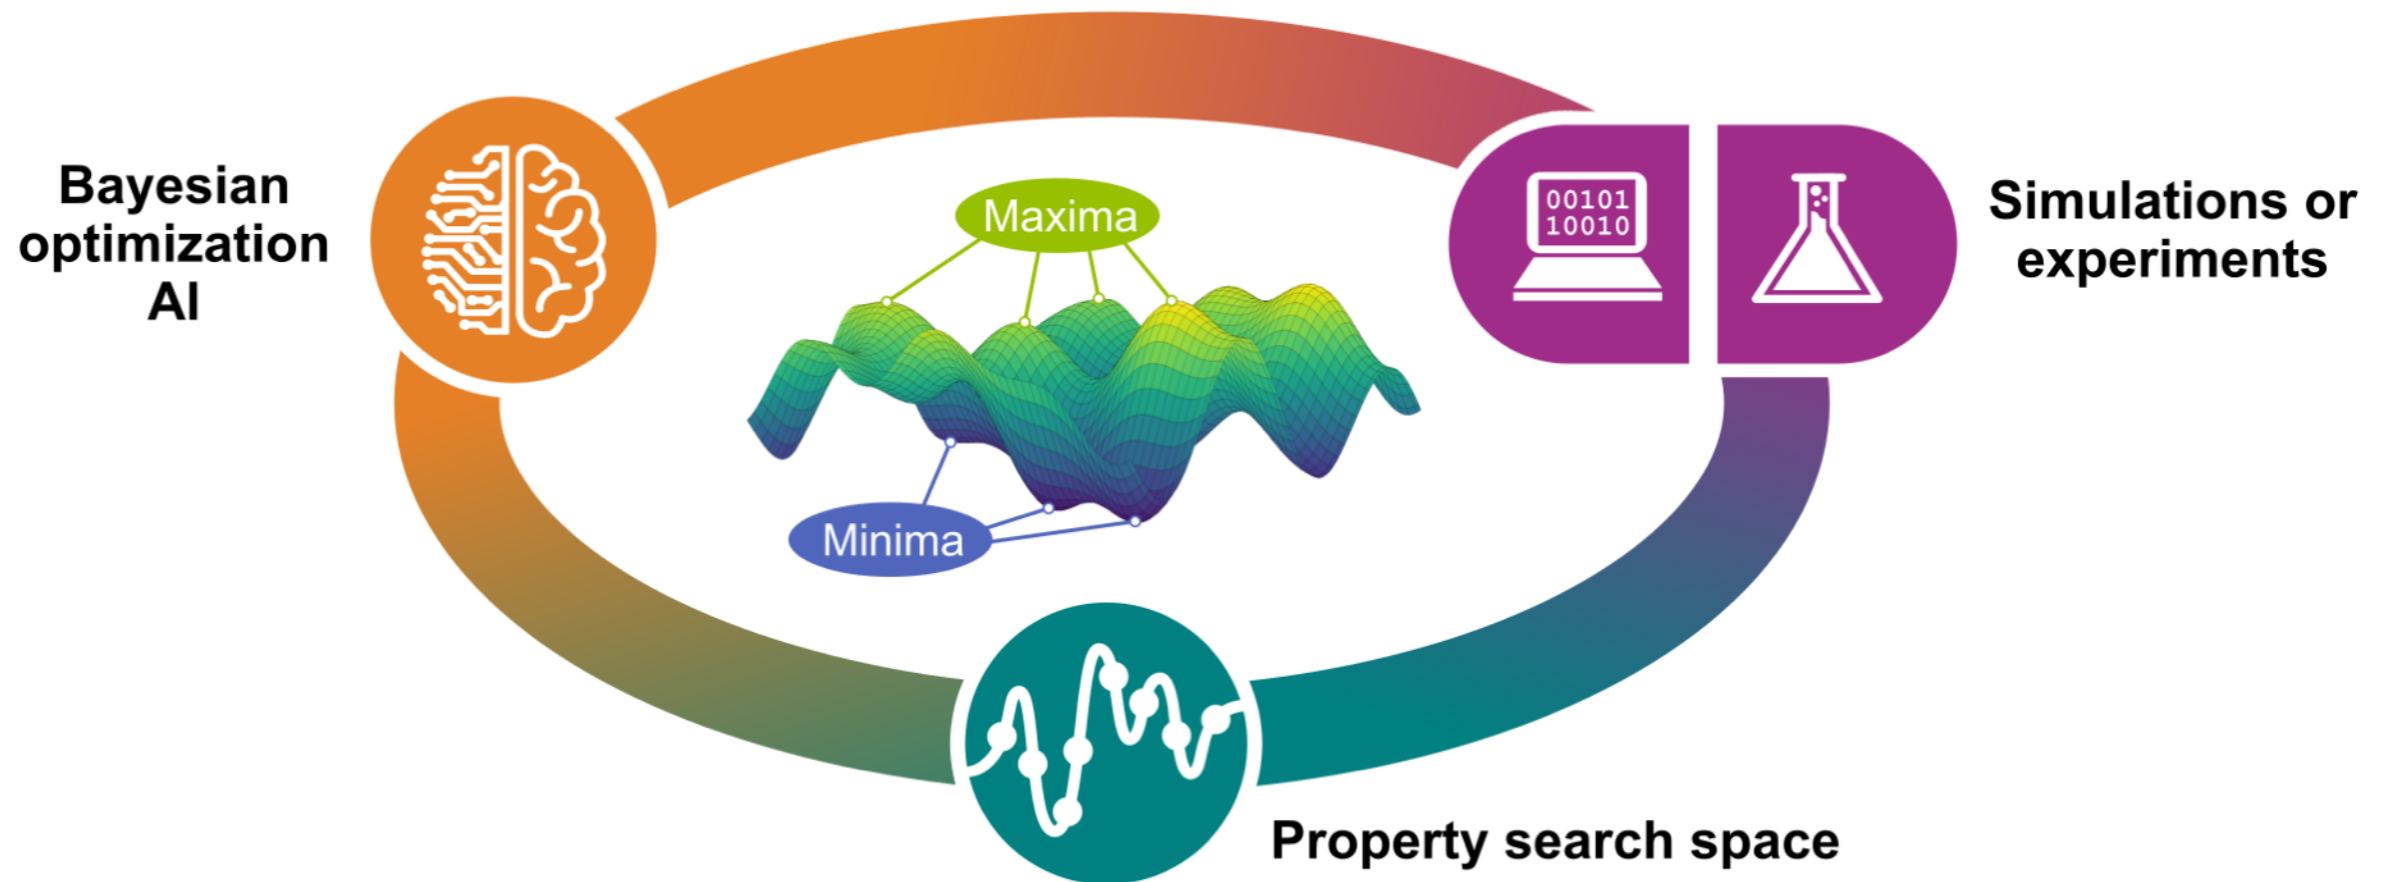 Bayesian
optimization
AI
Maxima
Minima
00101
10010
Simulations or
experiments
Property search space